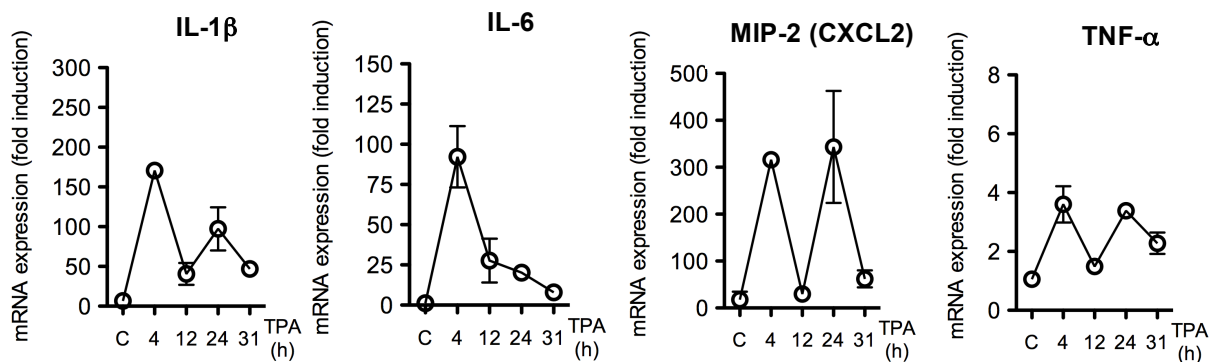 IL-1β
mRNA expression (fold induction)
300
250
200
150
100
50
0
C 4 12 24 31 TPA
(h)
IL-6
mRNA expression (fold induction)
150
125
100
75
50
25
0
C 4 12 24 31 TPA
(h)
MIP-2 (CXCL2)
mRNA expression (fold induction)
500
400
300
200
100
0
C 4 12 24 31 TPA
(h)
TNF-α
mRNA expression (fold induction)
8
6
4
2
0
C 4 12 24 31 TPA
(h)